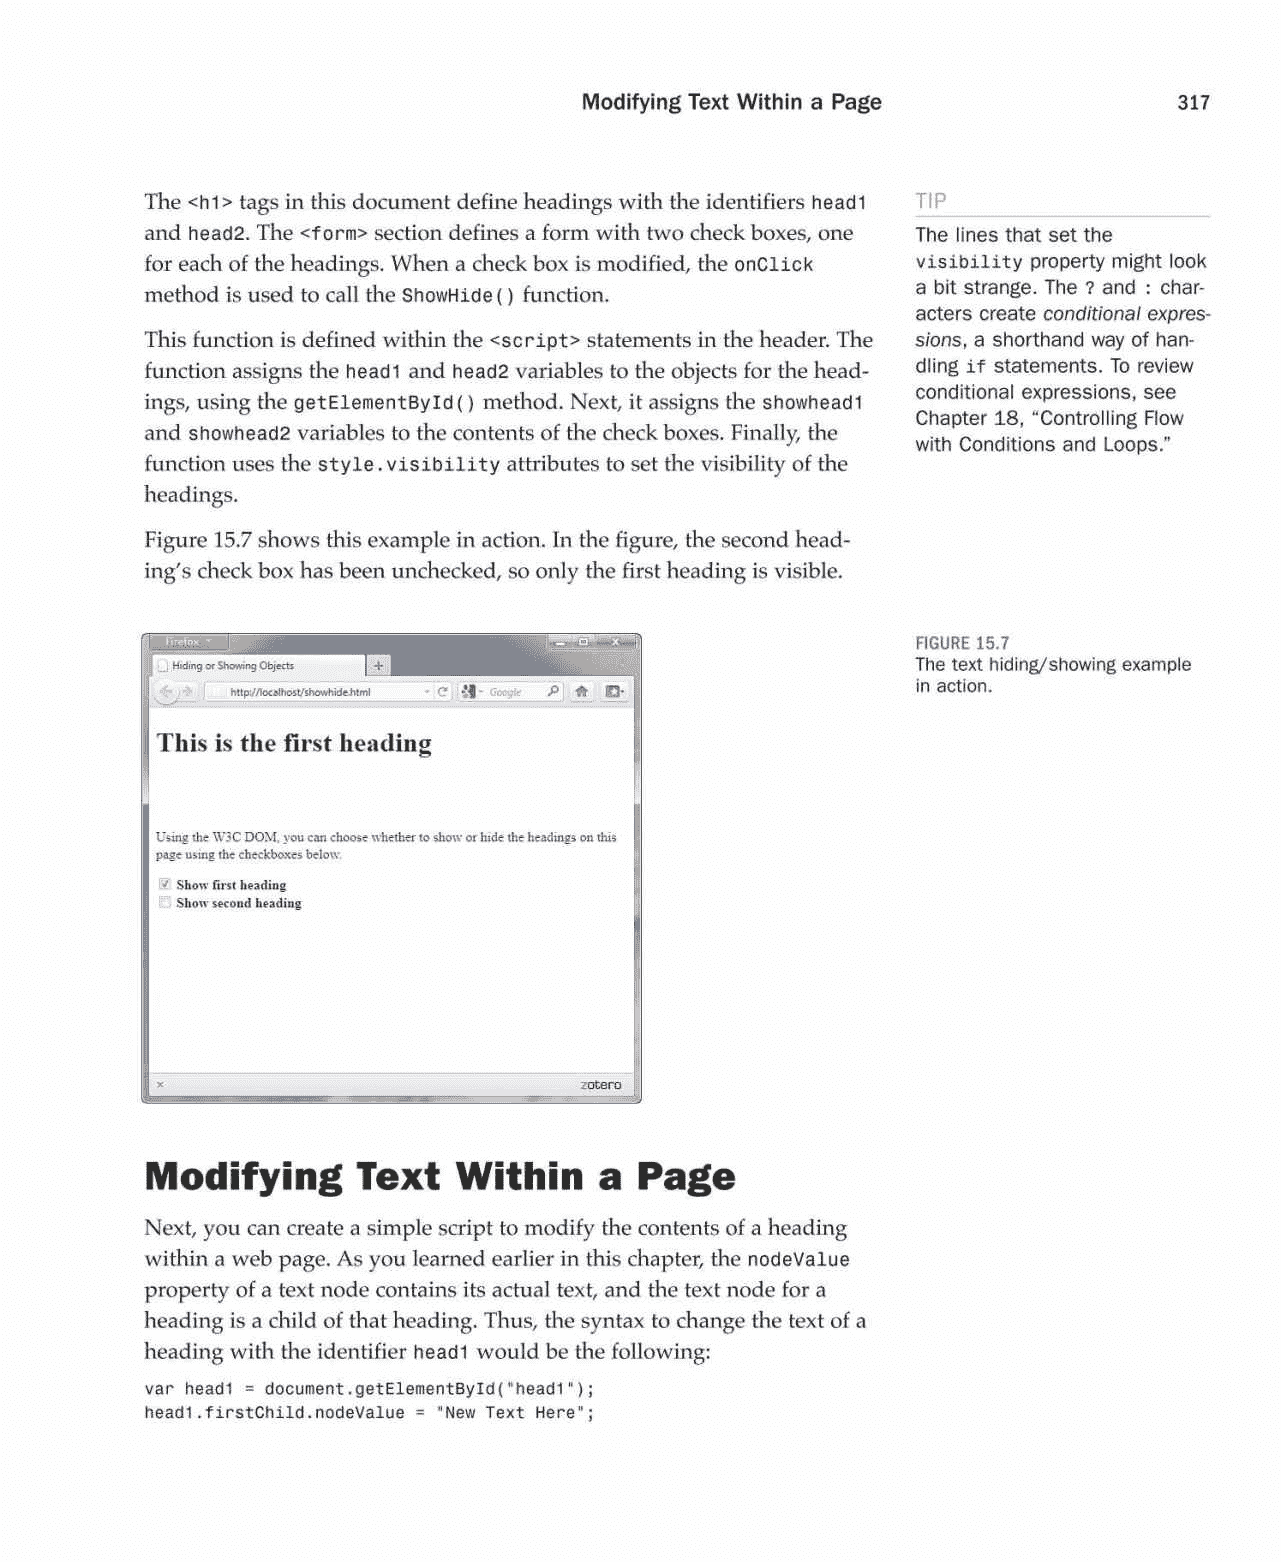 Modifying Text Within a Page 317
The <h1> tags in this document define headings with the identifiers head1
and head2. The <form> section defines a form with two check boxes, one
for each of the headings. When a check box is modified, the onClick
method is used to call the ShowHide() function.
This function is defined within the <script> statements in the header. The
function assigns the head1 and head2 variables to the objects for the head-
ings, using the getElementById() method. Next, it assigns the showhead1
and showhead2 variables to the contents of the check boxes. Finally, the
function uses the style.visibility attributes to set the visibility of the
headings.
Figure 15.7 shows this example in action. In the figure, the second head-
ing's check box has been unchecked, so only the first heading is visible.
TIP
The lines that set the
visibility property might look
a bit strange. The ? and : char-
acters create conditional expres-
sions, a shorthand way of han-
dling if statements. To review
conditional expressions, see
Chapter 18, “Controlling Flow
with Conditions and Loops.”
Firefox
Hiding or Showing Objects
http://localhost/showhide.html
Google
This is the first heading
Using the W3C DOM, you can choose whether to show or hide the headings on this
page using the checkboxes below.
Show first heading
Show second heading
x zotero
FIGURE 15.7
The text hiding/showing example
in action.
Modifying Text Within a Page
Next, you can create a simple script to modify the contents of a heading
within a web page. As you learned earlier in this chapter, the nodeValue
property of a text node contains its actual text, and the text node for a
heading is a child of that heading. Thus, the syntax to change the text of a
heading with the identifier head1 would be the following:
var head1 = document.getElementById("head1");
head1.firstChild.nodeValue = "New Text Here";